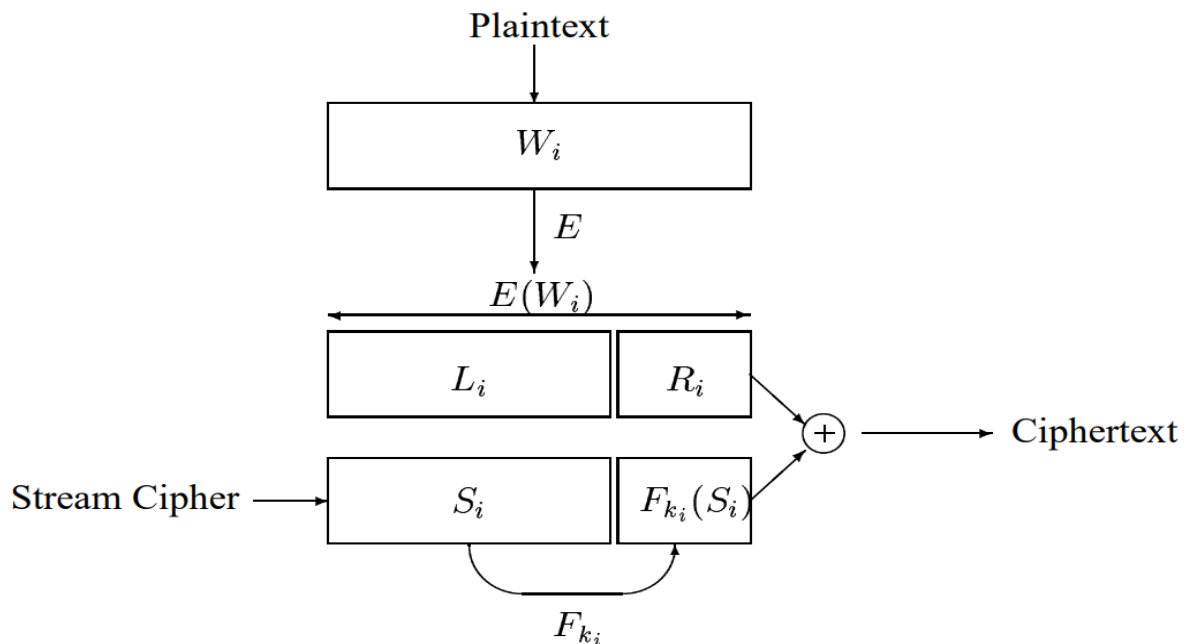 Plaintext
W_i
E
E(W_i)
L_i R_i
+ Ciphertext
Stream Cipher S_i F_{k_i}(S_i)
F_{k_i}